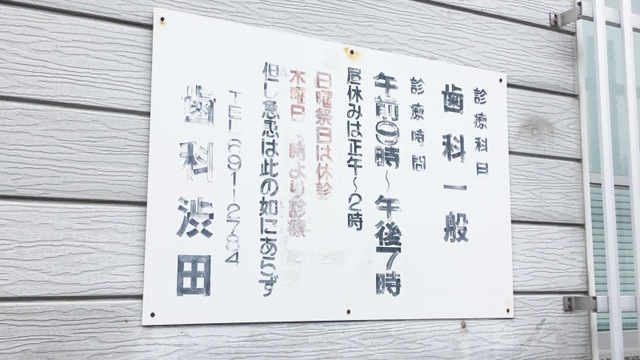 診療科目
歯科一般
診療時間
午前9時～午後7時
昼休みは正午～2時
日曜祭日は休診
木曜日 時より診療
但し急患は此の如にあらず
TEL 691-2734
歯科渋田